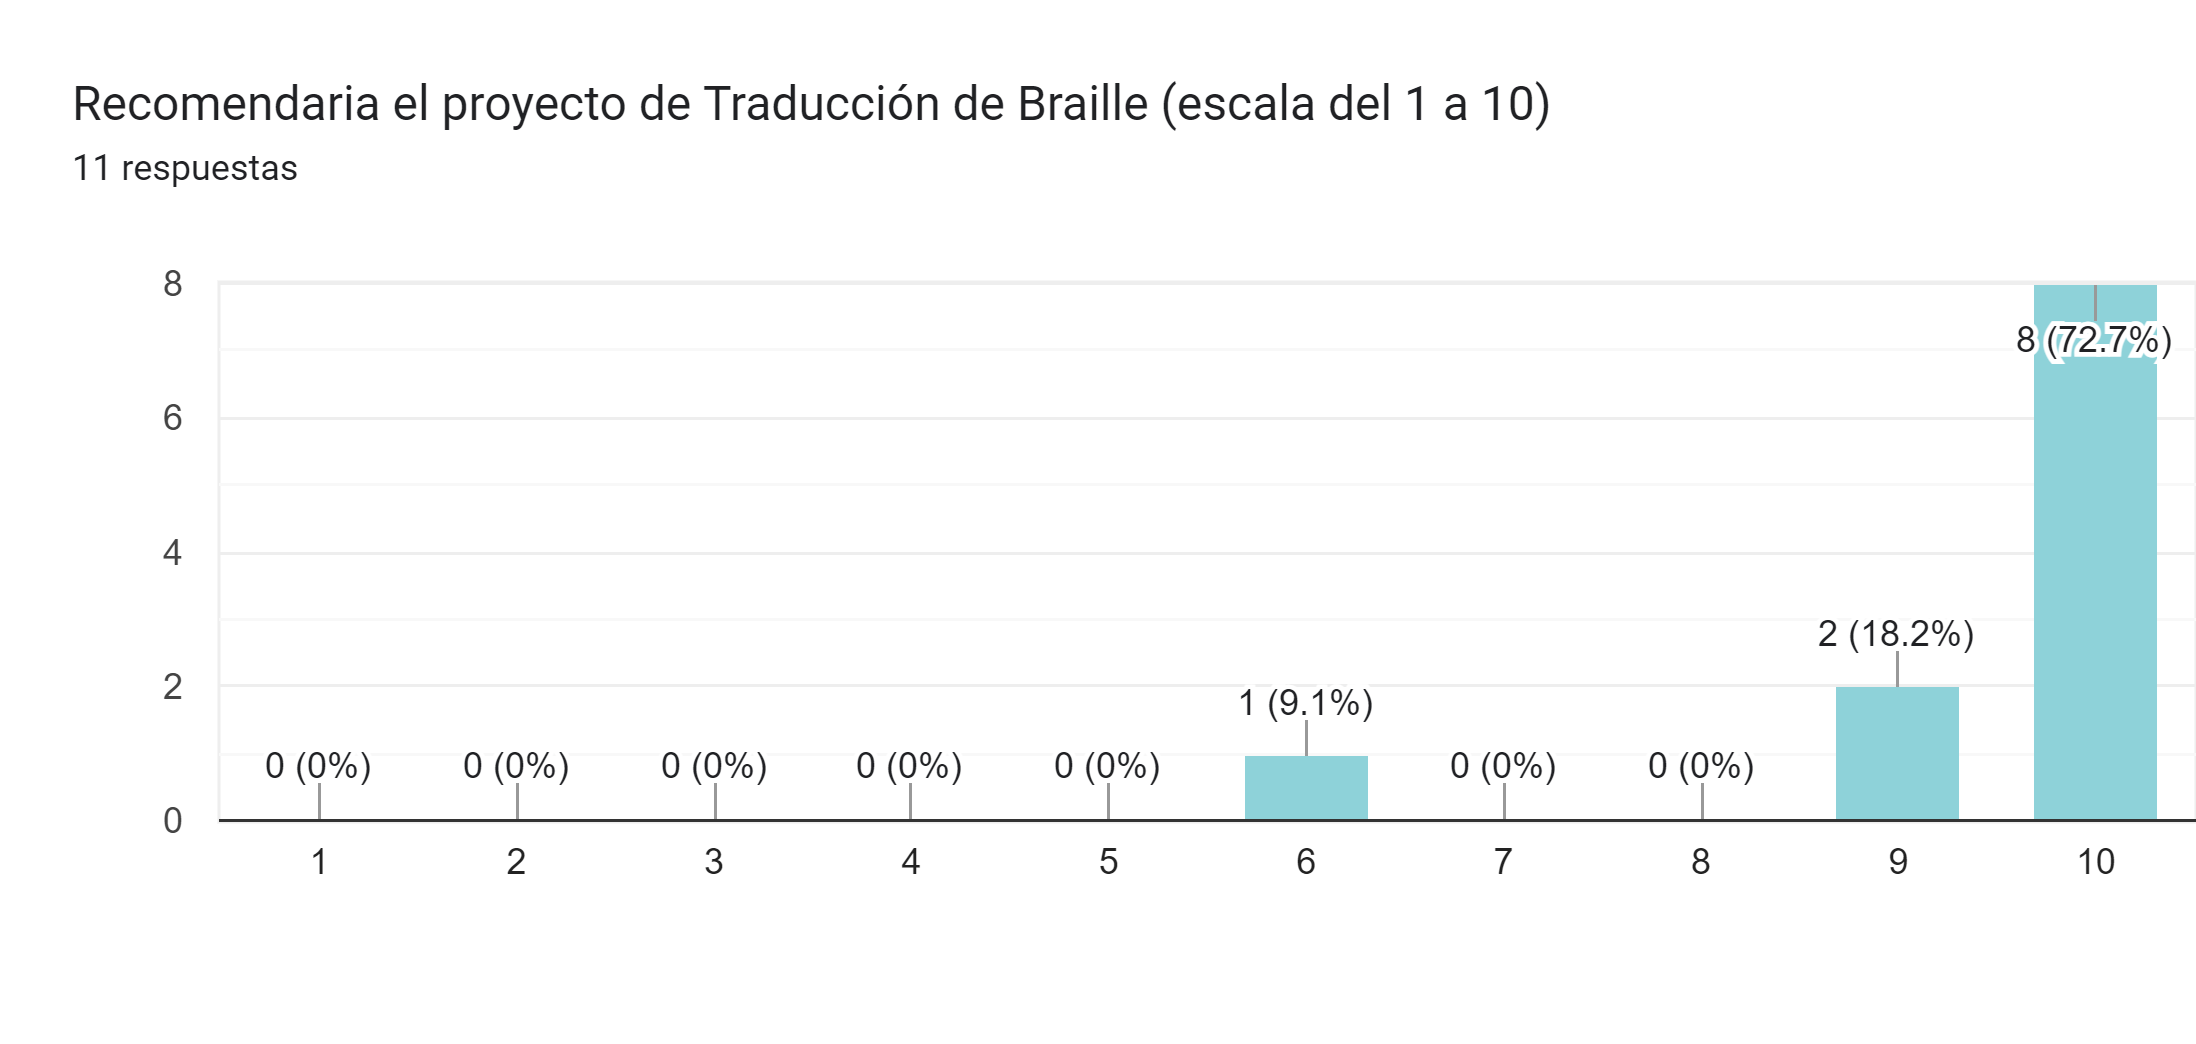 Recomendaria el proyecto de Traducción de Braille (escala del 1 a 10)
11 respuestas
8
8 (72.7%)
6
4
2 (18.2%)
2
1 (9.1%)
0 (0%) 0 (0%) 0 (0%) 0 (0%) 0 (0%) 0 (0%) 0 (0%)
0
1 2 3 4 5 6 7 8 9 10